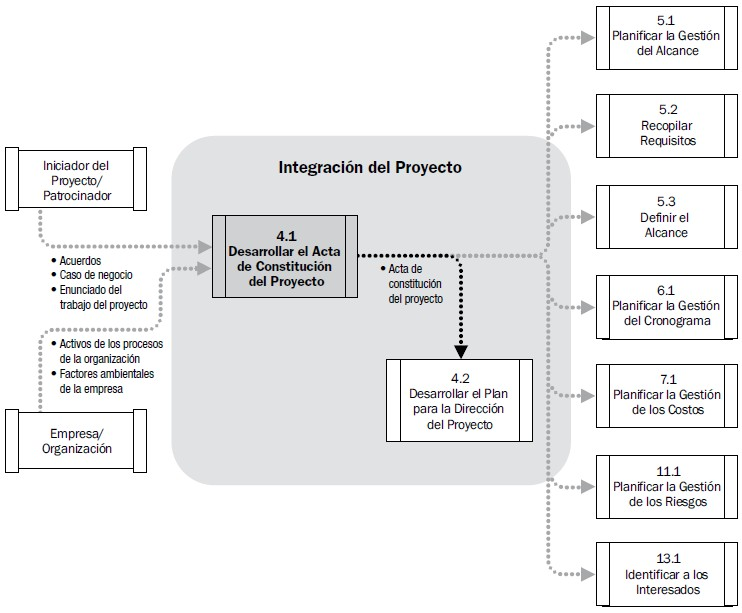 Iniciador del
Proyecto/
Patrocinador
• Acuerdos
• Caso de negocio
• Enunciado del
trabajo del proyecto
• Activos de los procesos
de la organización
• Factores ambientales
de la empresa
Empresa/
Organización
Integración del Proyecto
4.1
Desarrollar el Acta
de Constitución
del Proyecto
• Acta de
constitución
del proyecto
4.2
Desarrollar el Plan
para la Dirección
del Proyecto
5.1
Planificar la Gestión
del Alcance
5.2
Recopilar
Requisitos
5.3
Definir el
Alcance
6.1
Planificar la Gestión
del Cronograma
7.1
Planificar la Gestión
de los Costos
11.1
Planificar la Gestión
de los Riesgos
13.1
Identificar a los
Interesados